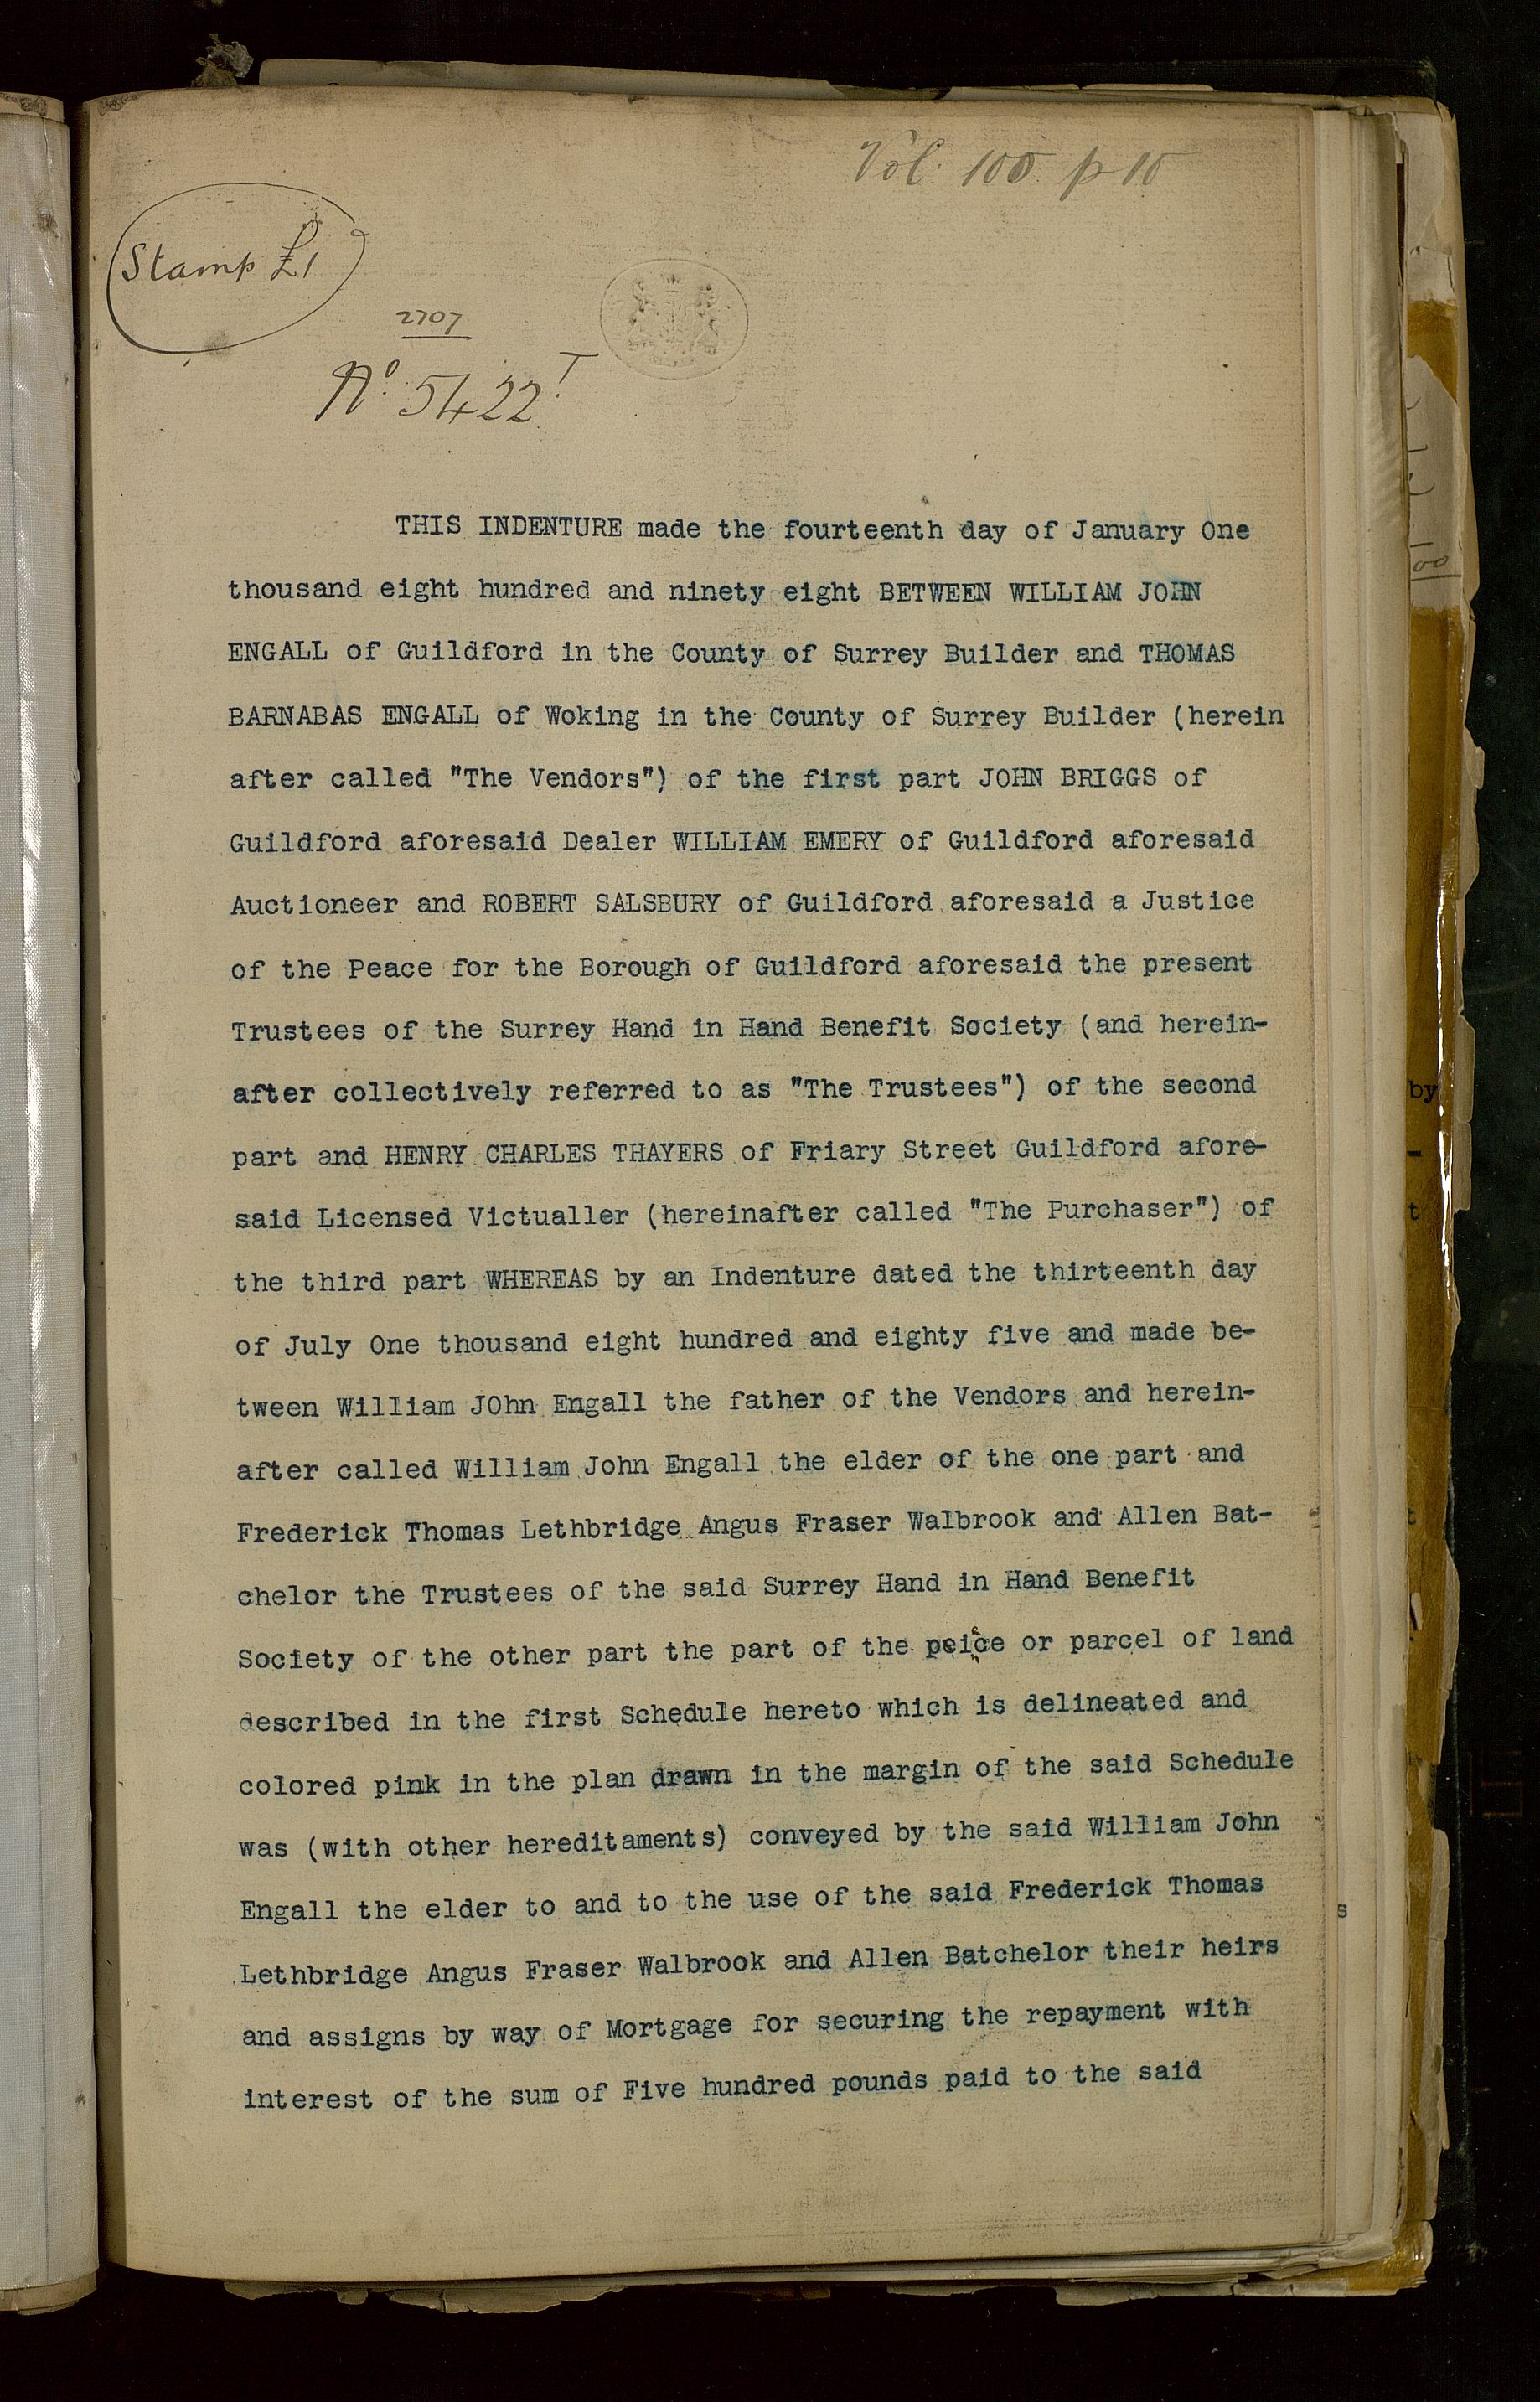 Vol. 100 p 10
Stamp £1
2707
No. 5422 T
THIS INDENTURE made the fourteenth day of January One
thousand eight hundred and ninety eight BETWEEN WILLIAM JOHN
ENGALL of Guildford in the County of Surrey Builder and THOMAS
BARNABAS ENGALL of Woking in the County of Surrey Builder (herein
after called "The Vendors") of the first part JOHN BRIGGS of
Guildford aforesaid Dealer WILLIAM EMERY of Guildford aforesaid
Auctioneer and ROBERT SALSBURY of Guildford aforesaid a Justice
of the Peace for the Borough of Guildford aforesaid the present
Trustees of the Surrey Hand in Hand Benefit Society (and herein-
after collectively referred to as "The Trustees") of the second
part and HENRY CHARLES THAYERS of Friary Street Guildford afore-
said Licensed Victualler (hereinafter called "The Purchaser") of
the third part WHEREAS by an Indenture dated the thirteenth day
of July One thousand eight hundred and eighty five and made be-
tween William JOhn Engall the father of the Vendors and herein-
after called William John Engall the elder of the one part and
Frederick Thomas Lethbridge Angus Fraser Walbrook and Allen Bat-
chelor the Trustees of the said Surrey Hand in Hand Benefit
Society of the other part the part of the peice or parcel of land
described in the first Schedule hereto which is delineated and
colored pink in the plan drawn in the margin of the said Schedule
was (with other hereditaments) conveyed by the said William John
Engall the elder to and to the use of the said Frederick Thomas
Lethbridge Angus Fraser Walbrook and Allen Batchelor their heirs
and assigns by way of Mortgage for securing the repayment with
interest of the sum of Five hundred pounds paid to the said
by
t
s